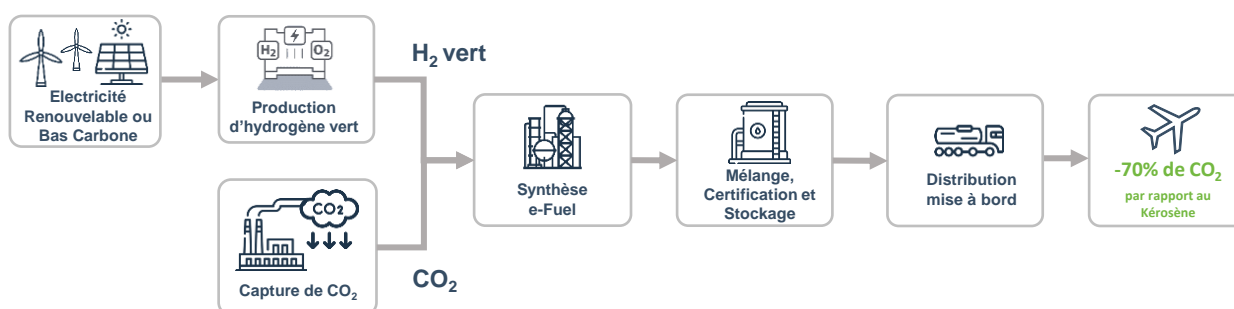 Electricité
Renouvelable ou
Bas Carbone
H₂
O₂
Production
d'hydrogène vert
H₂ vert
CO₂
Capture de CO₂
CO₂
Synthèse
e-Fuel
Mélange,
Certification et
Stockage
Distribution
mise à bord
-70% de CO₂
par rapport au
Kérosène